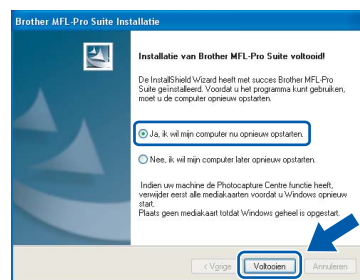 Brother MFL-Pro Suite Installatie
Installatie van Brother MFL-Pro Suite voltooid!
De InstallShield Wizard heeft met succes Brother MFL-Pro
Suite geïnstalleerd. Voordat u het programma kunt gebruiken,
moet u de computer opnieuw opstarten.
Ja, ik wil mijn computer nu opnieuw opstarten.
Nee, ik wil mijn computer later opnieuw opstarten.
Indien uw machine de Photocapture Centre functie heeft,
verwijder eerst alle mediakaarten voordat u Windows opnieuw
start.
Plaats geen mediakaart totdat Windows geheel is opgestart.
< Vorige
Voltooien
Annuleren